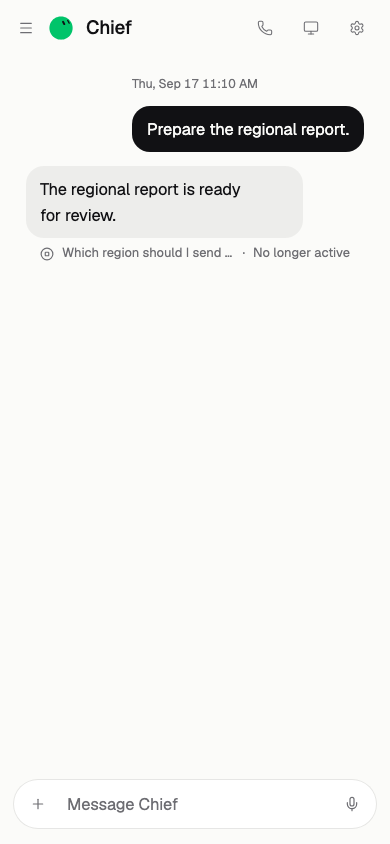 Chief
Thu, Sep 17 11:10 AM
Prepare the regional report.
The regional report is ready
for review.
Which region should I send ... · No longer active
Message Chief